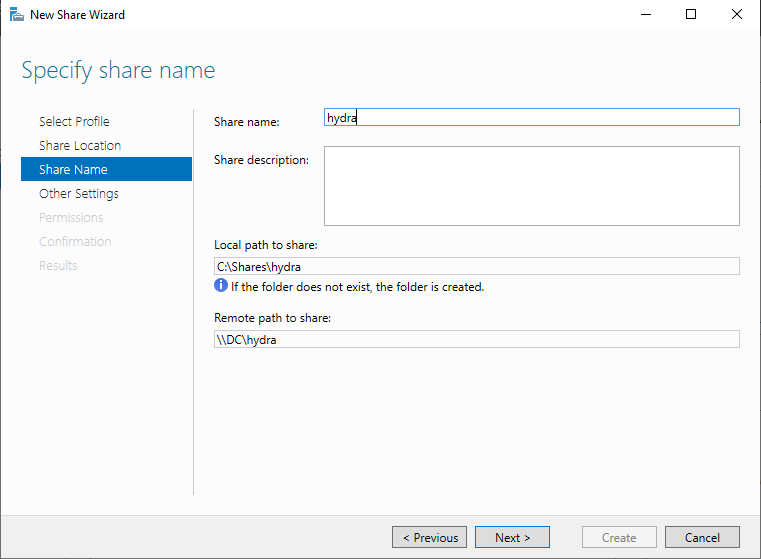 New Share Wizard
Specify share name
Select Profile
Share Location
Share Name
Other Settings
Permissions
Confirmation
Results
Share name:
hydra
Share description:
Local path to share:
C:\Shares\hydra
If the folder does not exist, the folder is created.
Remote path to share:
\\DC\hydra
< Previous
Next >
Create
Cancel